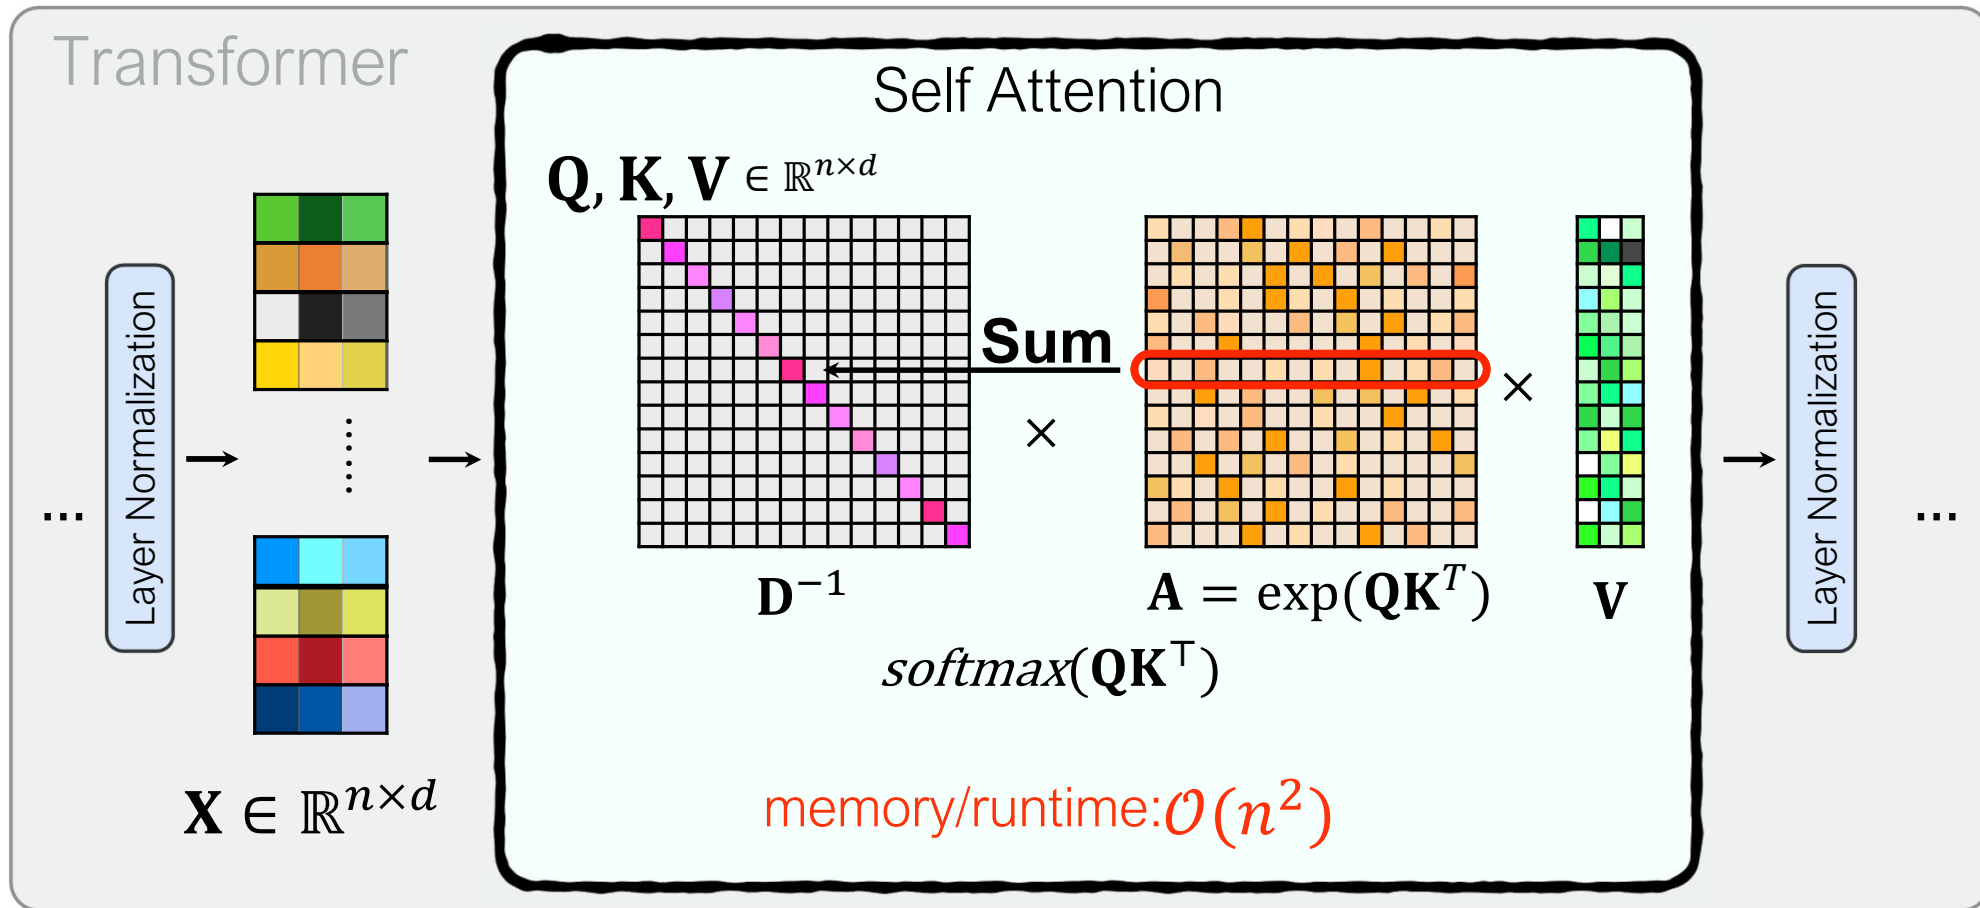 Transformer
Self Attention
Q, K, V ∈ ℝ^{n×d}
Layer Normalization
...
X ∈ ℝ^{n×d}
Sum
×
×
D^{−1}
A = exp(QK^T)
V
softmax(QK^⊤)
memory/runtime: 𝒪(n^2)
Layer Normalization
...